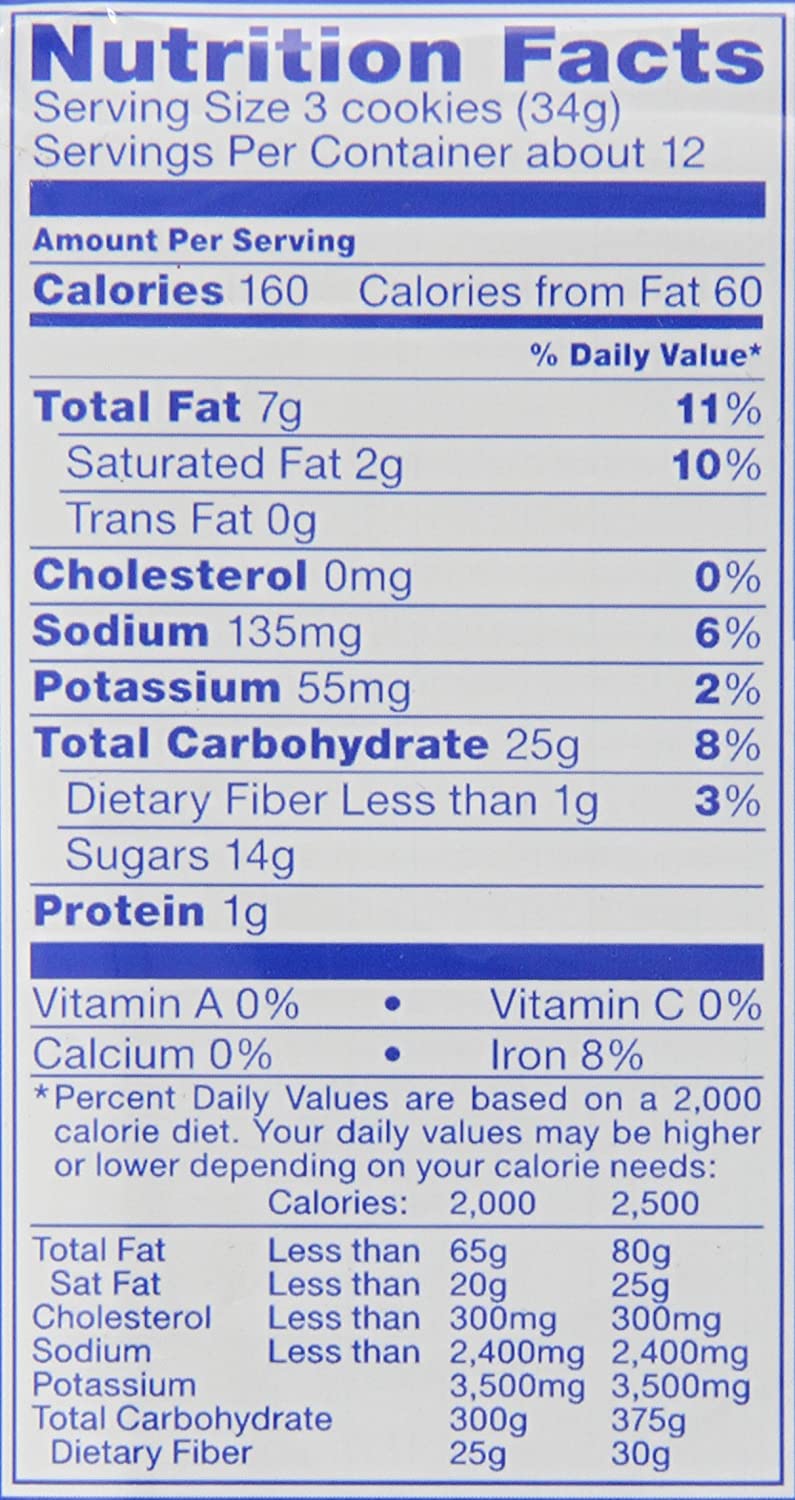 Nutrition Facts
Serving Size 3 cookies (34g)
Servings Per Container about 12
Amount Per Serving
Calories 160 Calories from Fat 60
% Daily Value*
Total Fat 7g 11%
Saturated Fat 2g 10%
Trans Fat 0g
Cholesterol 0mg 0%
Sodium 135mg 6%
Potassium 55mg 2%
Total Carbohydrate 25g 8%
Dietary Fiber Less than 1g 3%
Sugars 14g
Protein 1g
Vitamin A 0% • Vitamin C 0%
Calcium 0% • Iron 8%
*Percent Daily Values are based on a 2,000
calorie diet. Your daily values may be higher
or lower depending on your calorie needs:
Calories: 2,000 2,500
Total Fat Less than 65g 80g
Sat Fat Less than 20g 25g
Cholesterol Less than 300mg 300mg
Sodium Less than 2,400mg 2,400mg
Potassium 3,500mg 3,500mg
Total Carbohydrate 300g 375g
Dietary Fiber 25g 30g